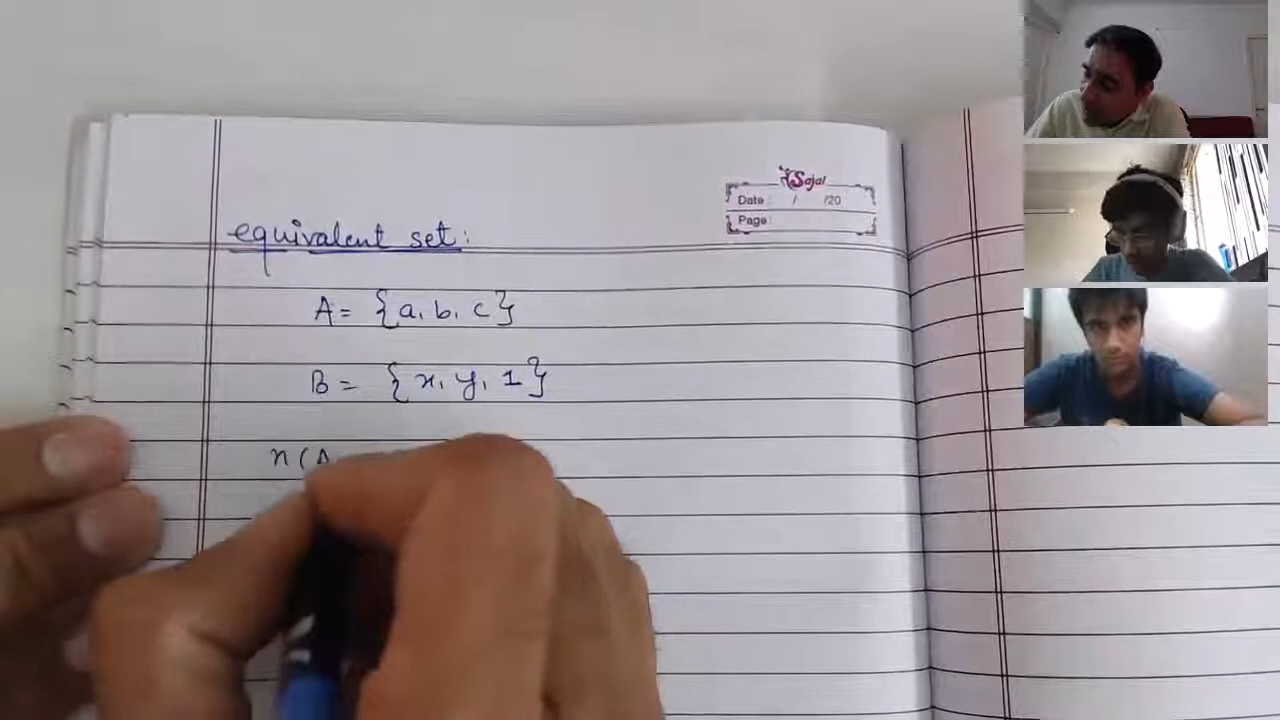 Sajal
Date : / /20
Page :
equivalent set:
A = {a, b, c}
B = {x, y, 1}
n(A